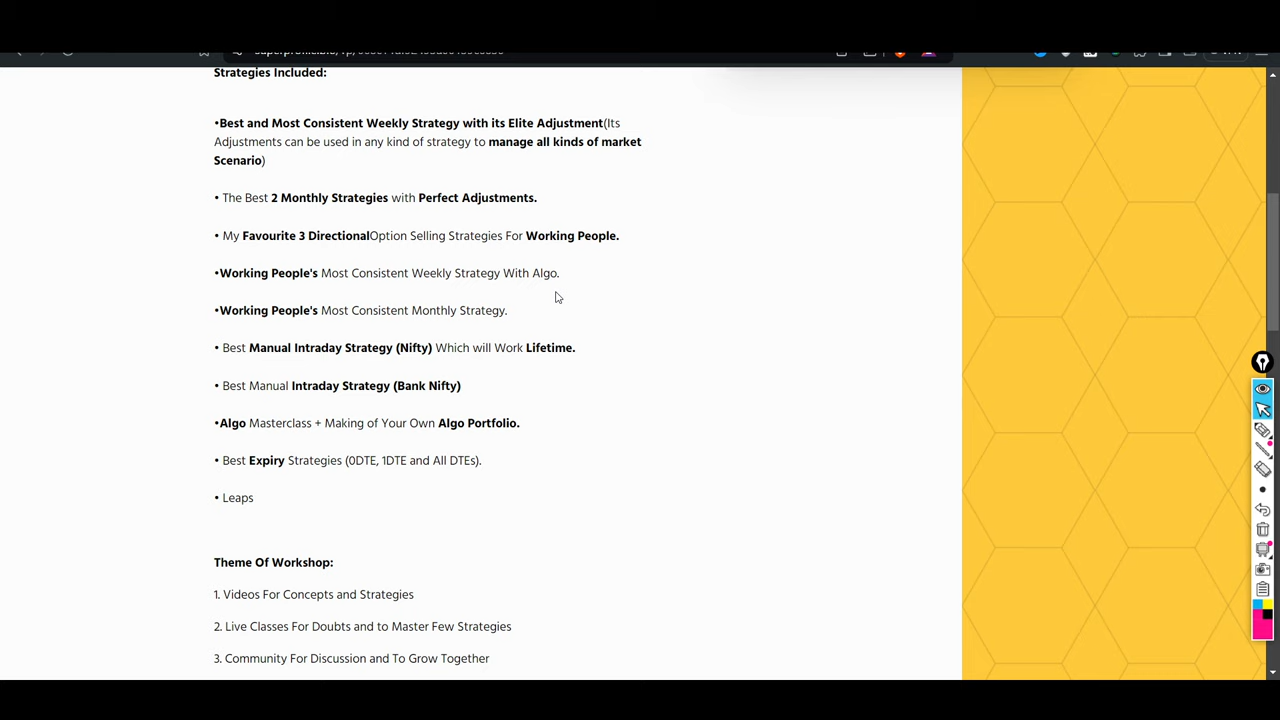 Strategies Included:
•Best and Most Consistent Weekly Strategy with its Elite Adjustment(Its
Adjustments can be used in any kind of strategy to manage all kinds of market
Scenario)
• The Best 2 Monthly Strategies with Perfect Adjustments.
• My Favourite 3 DirectionalOption Selling Strategies For Working People.
•Working People's Most Consistent Weekly Strategy With Algo.
•Working People's Most Consistent Monthly Strategy.
• Best Manual Intraday Strategy (Nifty) Which will Work Lifetime.
• Best Manual Intraday Strategy (Bank Nifty)
•Algo Masterclass + Making of Your Own Algo Portfolio.
• Best Expiry Strategies (0DTE, 1DTE and All DTEs).
• Leaps
Theme Of Workshop:
1. Videos For Concepts and Strategies
2. Live Classes For Doubts and to Master Few Strategies
3. Community For Discussion and To Grow Together